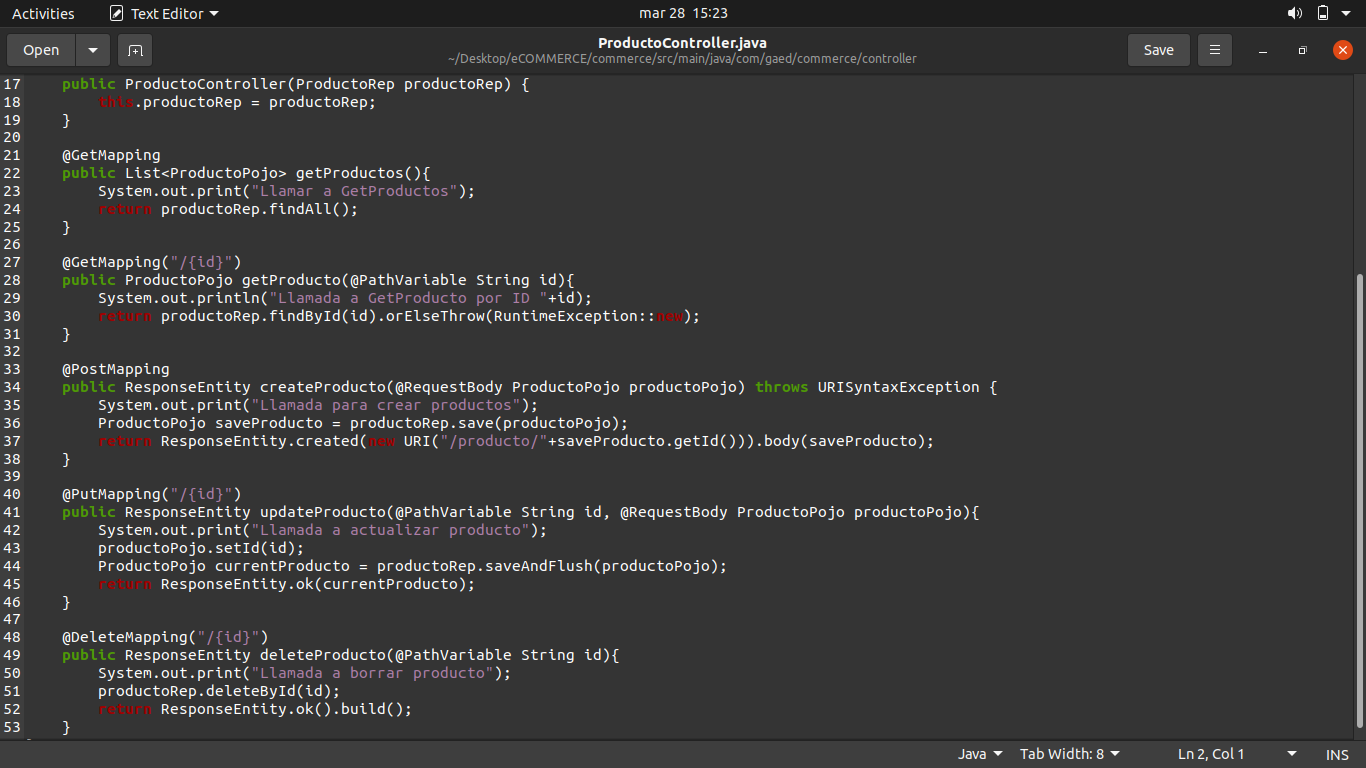 Activities Text Editor mar 28 15:23
Open ProductoController.java Save
~/Desktop/eCOMMERCE/commerce/src/main/java/com/gaed/commerce/controller
17 public ProductoController(ProductoRep productoRep) {
18 this.productoRep = productoRep;
19 }
20
21 @GetMapping
22 public List<ProductoPojo> getProductos(){
23 System.out.print("Llamar a GetProductos");
24 return productoRep.findAll();
25 }
26
27 @GetMapping("/{id}")
28 public ProductoPojo getProducto(@PathVariable String id){
29 System.out.println("Llamada a GetProducto por ID "+id);
30 return productoRep.findById(id).orElseThrow(RuntimeException::new);
31 }
32
33 @PostMapping
34 public ResponseEntity createProducto(@RequestBody ProductoPojo productoPojo) throws URISyntaxException {
35 System.out.print("Llamada para crear productos");
36 ProductoPojo saveProducto = productoRep.save(productoPojo);
37 return ResponseEntity.created(new URI("/producto/"+saveProducto.getId())).body(saveProducto);
38 }
39
40 @PutMapping("/{id}")
41 public ResponseEntity updateProducto(@PathVariable String id, @RequestBody ProductoPojo productoPojo){
42 System.out.print("Llamada a actualizar producto");
43 productoPojo.setId(id);
44 ProductoPojo currentProducto = productoRep.saveAndFlush(productoPojo);
45 return ResponseEntity.ok(currentProducto);
46 }
47
48 @DeleteMapping("/{id}")
49 public ResponseEntity deleteProducto(@PathVariable String id){
50 System.out.print("Llamada a borrar producto");
51 productoRep.deleteById(id);
52 return ResponseEntity.ok().build();
53 }
Java Tab Width: 8 Ln 2, Col 1 INS